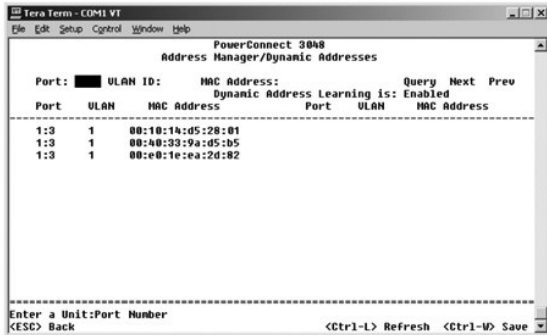 Tera Term - COM1 VT
File Edit Setup Control Window Help
PowerConnect 3048
Address Manager/Dynamic Addresses
Port: VLAN ID: MAC Address: Query Next Prev
Dynamic Address Learning is: Enabled
Port VLAN MAC Address Port VLAN MAC Address
1:3 1 00:10:14:d5:28:01
1:3 1 00:40:33:9a:d5:b5
1:3 1 00:e0:1e:ea:2d:82
Enter a Unit:Port Number
<ESC> Back <Ctrl-L> Refresh <Ctrl-W> Save